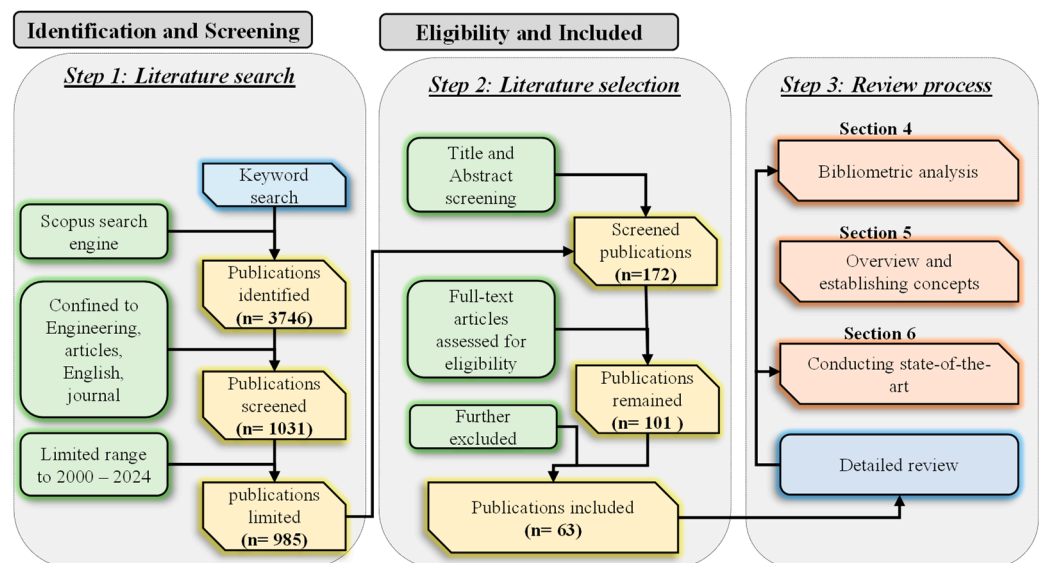 Identification and Screening
Eligibility and Included
Step 1: Literature search
Keyword
search
Scopus search
engine
Publications
identified
(n= 3746)
Confined to
Engineering,
articles,
English,
journal
Publications
screened
(n= 1031)
Limited range
to 2000 – 2024
publications
limited
(n= 985)
Step 2: Literature selection
Title and
Abstract
screening
Screened
publications
(n=172)
Full-text
articles
assessed for
eligibility
Publications
remained
(n= 101 )
Further
excluded
Publications included
(n= 63)
Step 3: Review process
Section 4
Bibliometric analysis
Section 5
Overview and
establishing concepts
Section 6
Conducting state-of-the-
art
Detailed review